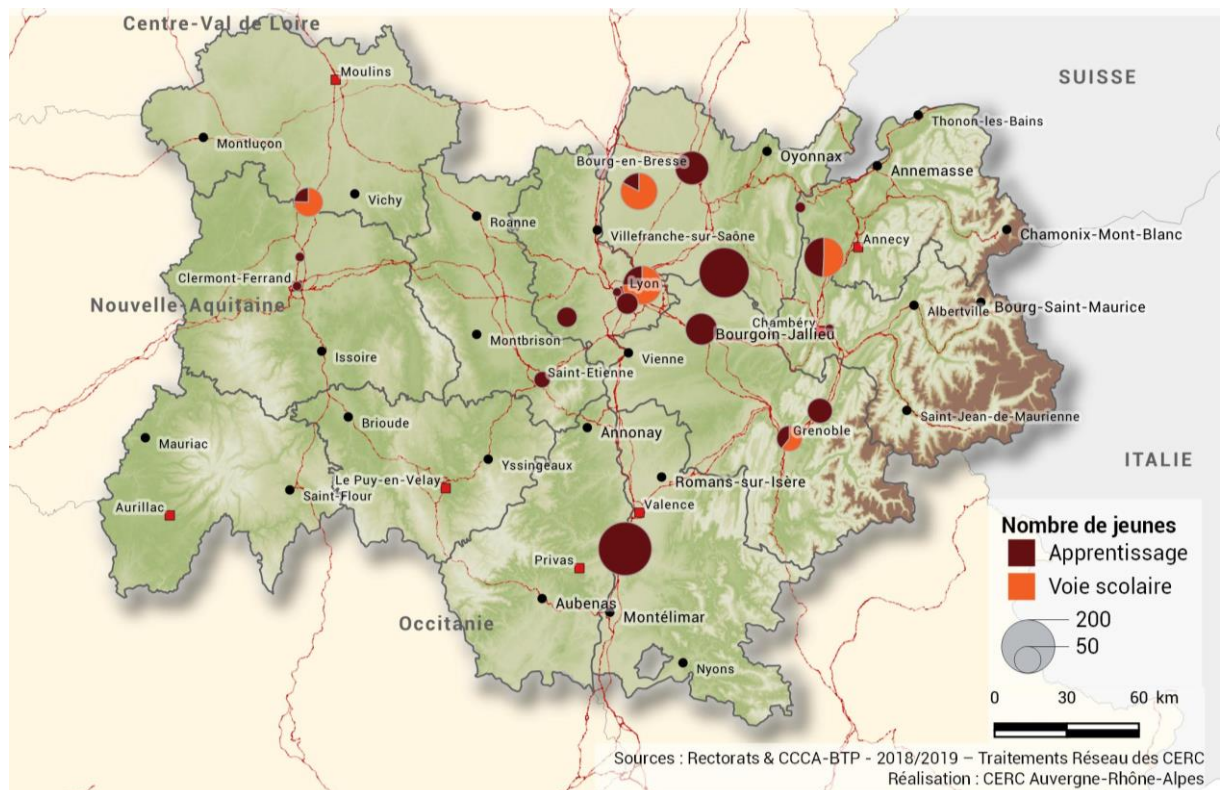 Centre-Val de Loire
Moulins
SUISSE
Thonon-les-Bains
Montluçon
Bourg-en-Bresse
Oyonnax
Annemasse
Vichy
Roanne
Villefranche-sur-Saône
Chamonix-Mont-Blanc
Annecy
Clermont-Ferrand
Lyon
Nouvelle-Aquitaine
Albertville
Bourg-Saint-Maurice
Chambéry
Bourgoin-Jallieu
Montbrison
Issoire
Vienne
Saint-Etienne
Saint-Jean-de-Maurienne
Brioude
Annonay
Grenoble
Mauriac
Yssingeaux
ITALIE
Le Puy-en-Velay
Romans-sur-Isère
Saint-Flour
Aurillac
Valence
Privas
Aubenas
Montélimar
Occitanie
Nyons
Nombre de jeunes
Apprentissage
Voie scolaire
200
50
0 30 60 km
Sources : Rectorats & CCCA-BTP - 2018/2019 – Traitements Réseau des CERC
Réalisation : CERC Auvergne-Rhône-Alpes